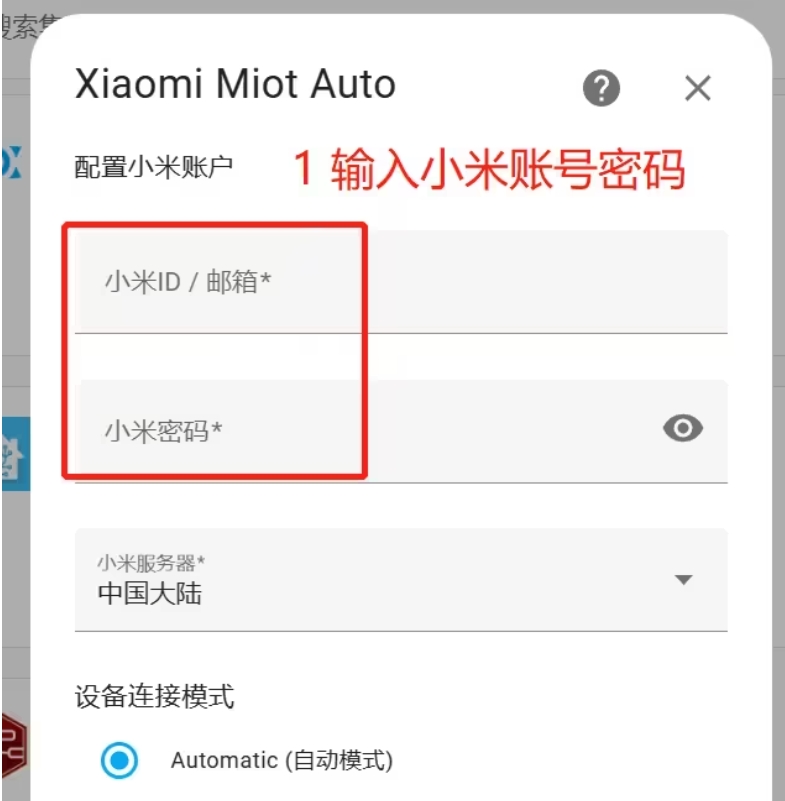 搜索集
Xiaomi Miot Auto
配置小米账户
1 输入小米账号密码
小米ID / 邮箱*
小米密码*
小米服务器*
中国大陆
设备连接模式
Automatic (自动模式)